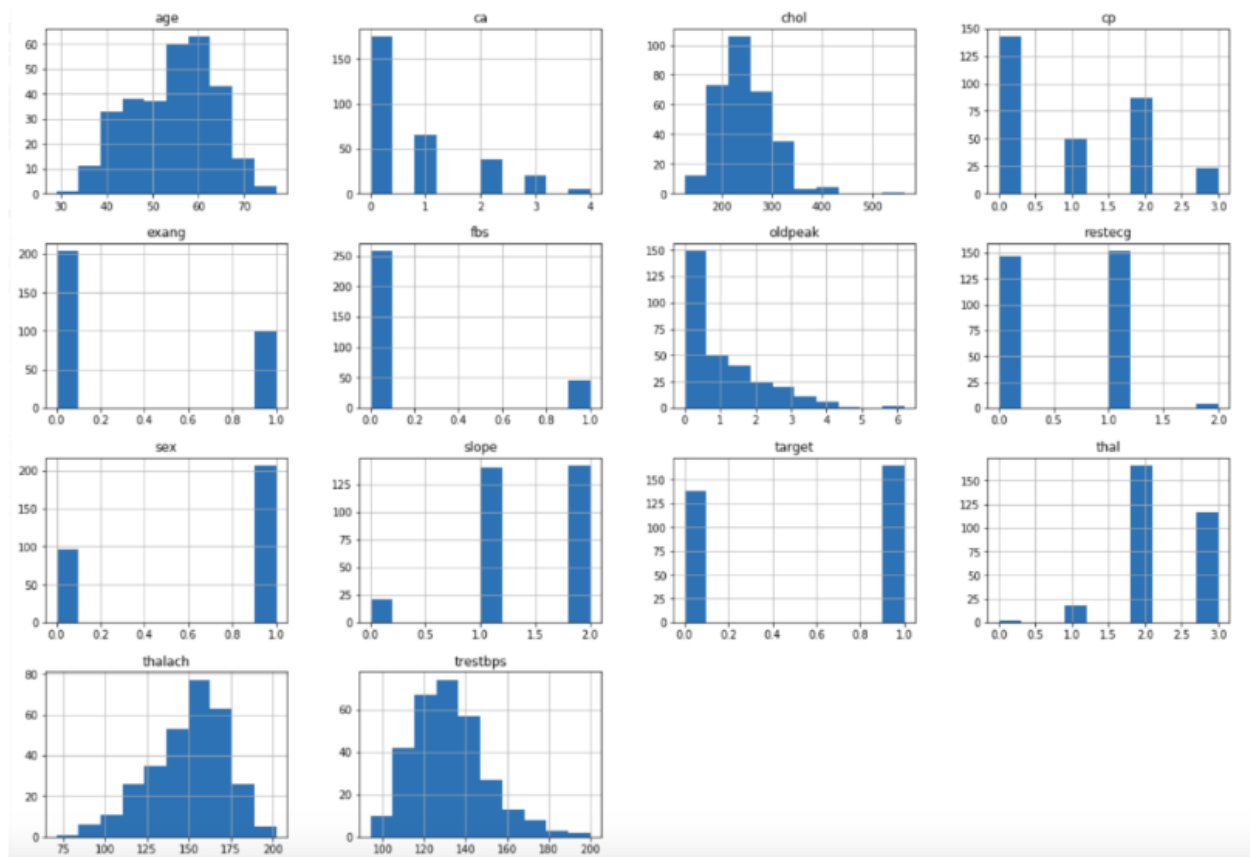 age ca chol cp
60 50 40 30 20 10 0
30 40 50 60 70
150 100 50 0
0 1 2 3 4
100 80 60 40 20 0
200 300 400 500
150 125 100 75 50 25 0
0.0 0.5 1.0 1.5 2.0 2.5 3.0
exang fbs oldpeak restecg
200 150 100 50 0
0.0 0.2 0.4 0.6 0.8 1.0
250 200 150 100 50 0
0.0 0.2 0.4 0.6 0.8 1.0
150 125 100 75 50 25 0
0 1 2 3 4 5 6
150 125 100 75 50 25 0
0.0 0.5 1.0 1.5 2.0
sex slope target thal
200 150 100 50 0
0.0 0.2 0.4 0.6 0.8 1.0
125 100 75 50 25 0
0.0 0.5 1.0 1.5 2.0
150 125 100 75 50 25 0
0.0 0.2 0.4 0.6 0.8 1.0
150 125 100 75 50 25 0
0.0 0.5 1.0 1.5 2.0 2.5 3.0
thalach trestbps
80 60 40 20 0
75 100 125 150 175 200
60 40 20 0
100 120 140 160 180 200